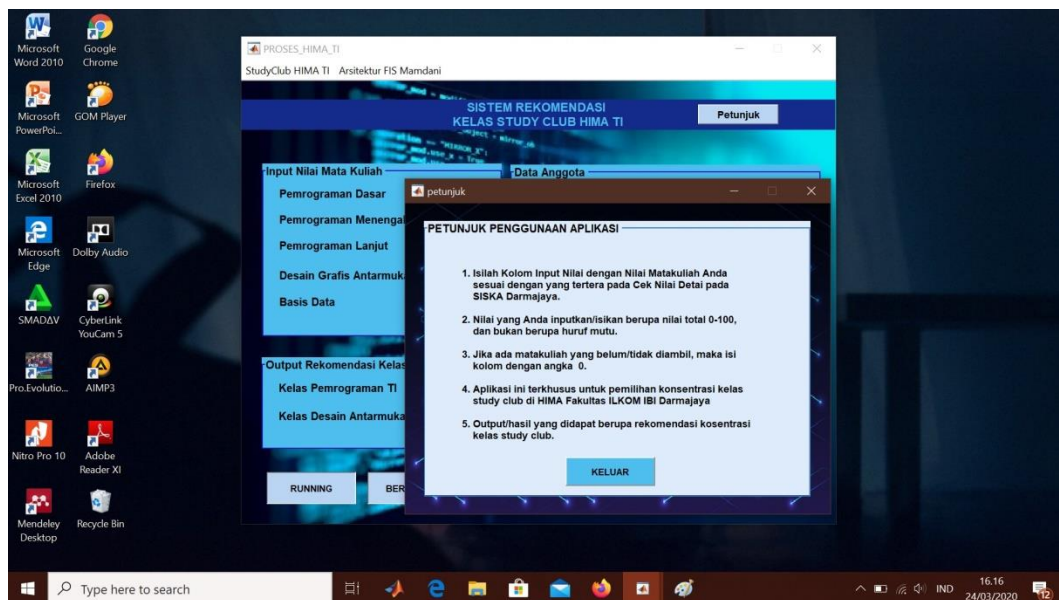 Microsoft
Word 2010
Google
Chrome
Microsoft
PowerPoi...
GOM Player
Microsoft
Excel 2010
Firefox
Microsoft
Edge
Dolby Audio
SMADΔV
CyberLink
YouCam 5
Pro.Evolutio...
AIMP3
Nitro Pro 10
Adobe
Reader XI
Mendeley
Desktop
Recycle Bin
PROSES_HIMA_TI
StudyClub HIMA TI Arsitektur FIS Mamdani
SISTEM REKOMENDASI
KELAS STUDY CLUB HIMA TI
Petunjuk
Input Nilai Mata Kuliah
Data Anggota
Pemrograman Dasar
Pemrograman Menengah
Pemrograman Lanjut
Desain Grafis Antarmuk
Basis Data
Output Rekomendasi Kelas
Kelas Pemrograman TI
Kelas Desain Antarmuka
RUNNING
BER
petunjuk
PETUNJUK PENGGUNAAN APLIKASI
1. Isilah Kolom Input Nilai dengan Nilai Matakuliah Anda
sesuai dengan yang tertera pada Cek Nilai Detai pada
SISKA Darmajaya.
2. Nilai yang Anda inputkan/isikan berupa nilai total 0-100,
dan bukan berupa huruf mutu.
3. Jika ada matakuliah yang belum/tidak diambil, maka isi
kolom dengan angka 0.
4. Aplikasi ini terkhusus untuk pemilihan konsentrasi kelas
study club di HIMA Fakultas ILKOM IBI Darmajaya
5. Output/hasil yang didapat berupa rekomendasi kosentrasi
kelas study club.
KELUAR
Type here to search
IND
16.16
24/03/2020
12